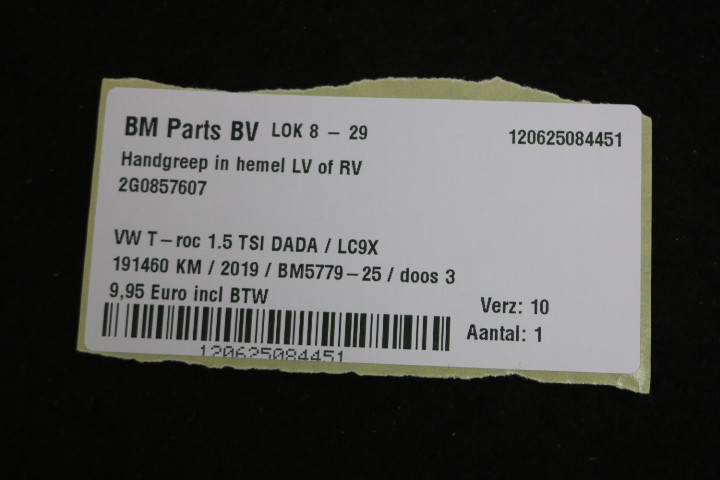 BM Parts BV LOK 8 - 29 120625084451
Handgreep in hemel LV of RV
2G0857607
VW T-roc 1.5 TSI DADA / LC9X
191460 KM / 2019 / BM5779-25 / doos 3
9,95 Euro incl BTW Verz: 10
Aantal: 1
120625084451